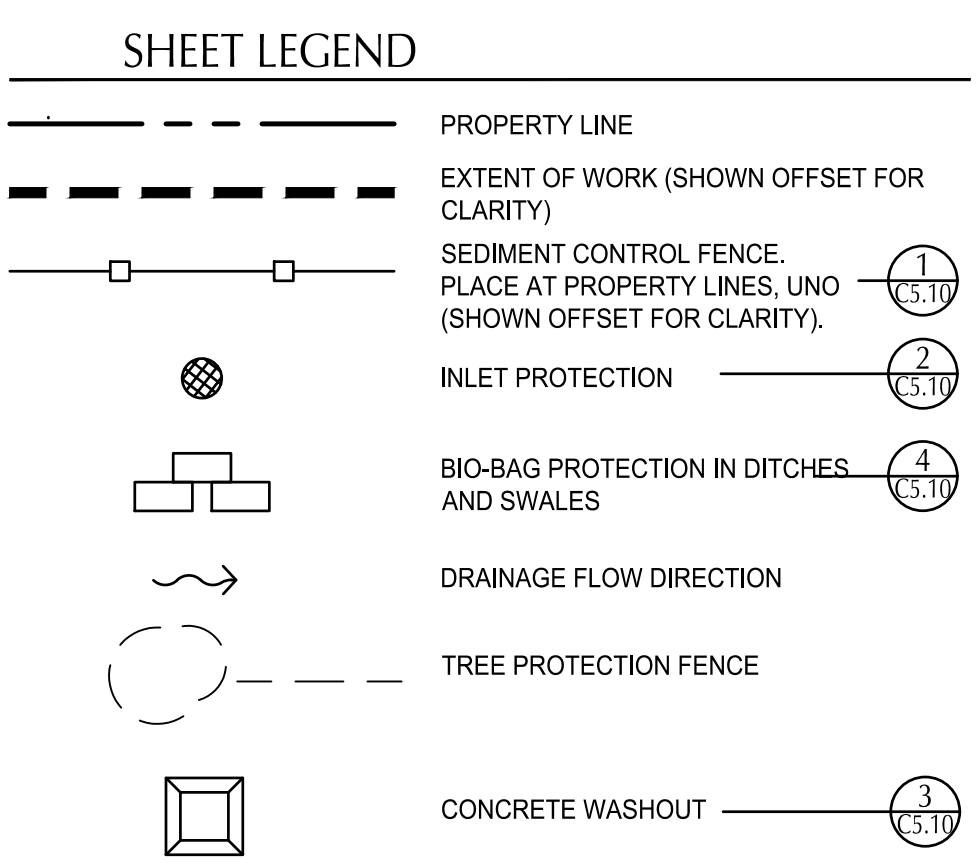 SHEET LEGEND
PROPERTY LINE
EXTENT OF WORK (SHOWN OFFSET FOR
CLARITY)
SEDIMENT CONTROL FENCE.
PLACE AT PROPERTY LINES, UNO
(SHOWN OFFSET FOR CLARITY).
1
C5.10
INLET PROTECTION
2
C5.10
BIO-BAG PROTECTION IN DITCHES
AND SWALES
4
C5.10
DRAINAGE FLOW DIRECTION
TREE PROTECTION FENCE
CONCRETE WASHOUT
3
C5.10